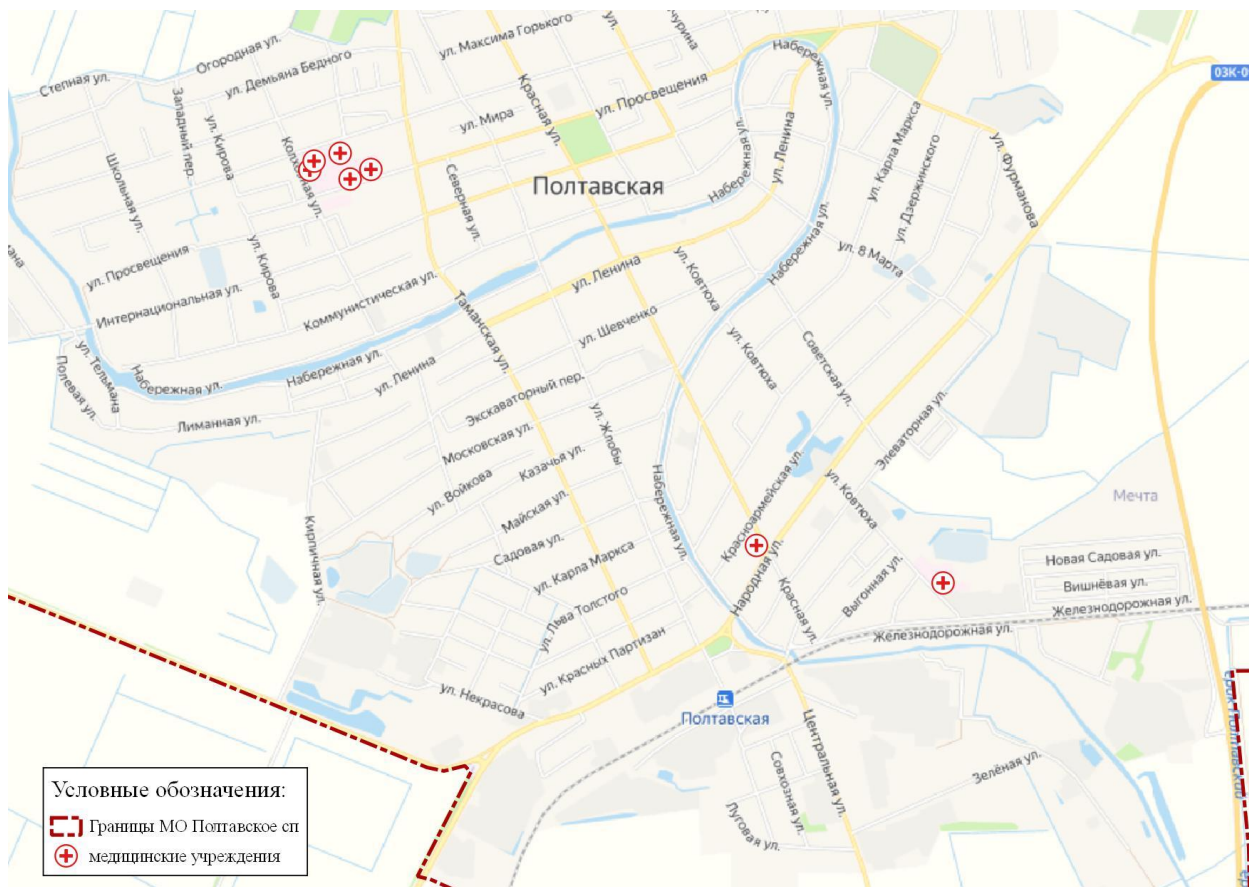 ул. Максима Горького
Огородная ул.
Степная ул.
ул. Демьяна Бедного
Набережная ул.
03К-0
Западный пер.
ул. Кирова
Красная ул.
ул. Просвещения
ул. Мира
Набережная ул.
ул. Ленина
ул. Карла Маркса
ул. Дзержинского
ул. Фурманова
Школьная ул.
Северная ул.
Полтавская
Набережная ул.
ул. 8 Марта
ул. Просвещения
ул. Кирова
Интернациональная ул.
Коммунистическая ул.
ул. Ленина
ул. Ковтюха
Таманская ул.
ул. Шевченко
ул. Ковтюха
Советская ул.
Полевая ул.
ул. Тельмана
Набережная ул.
Набережная ул.
ул. Ленина
Лиманная ул.
Экскаваторный пер.
ул. Жлобы
Московская ул.
Казачья ул.
ул. Войкова
Майская ул.
Элеваторная ул.
Набережная ул.
Красноармейская ул.
ул. Ковтюха
Мечта
Кирпичная ул.
Садовая ул.
ул. Карла Маркса
ул. Льва Толстого
Народная ул.
Красная ул.
Выгонная ул.
Новая Садовая ул.
Вишнёвая ул.
Железнодорожная ул.
Железнодорожная ул.
ул. Красных Партизан
ул. Некрасова
Полтавская
Центральная ул.
Совхозная ул.
Луговая ул.
Зелёная ул.
ерик Полтавский
Условные обозначения:
Границы МО Полтавское сп
медицинские учреждения